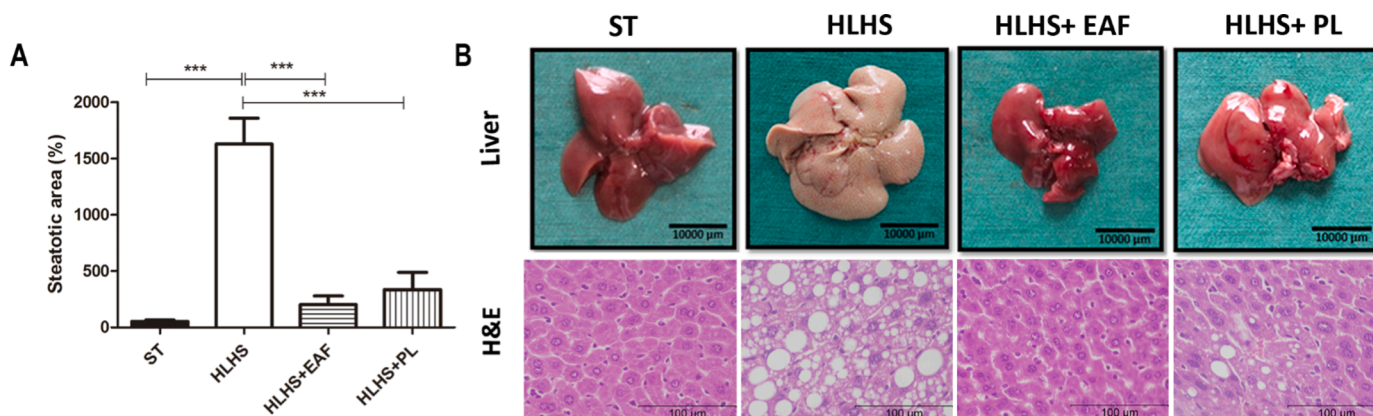 A
***
***
***
2000
1500
1000
500
0
Steatotic area (%)
ST
HLHS
HLHS+EAF
HLHS+PL
B
ST
HLHS
HLHS+ EAF
HLHS+ PL
Liver
10000 µm
10000 µm
10000 µm
10000 µm
H&E
100 µm
100 µm
100 µm
100 µm